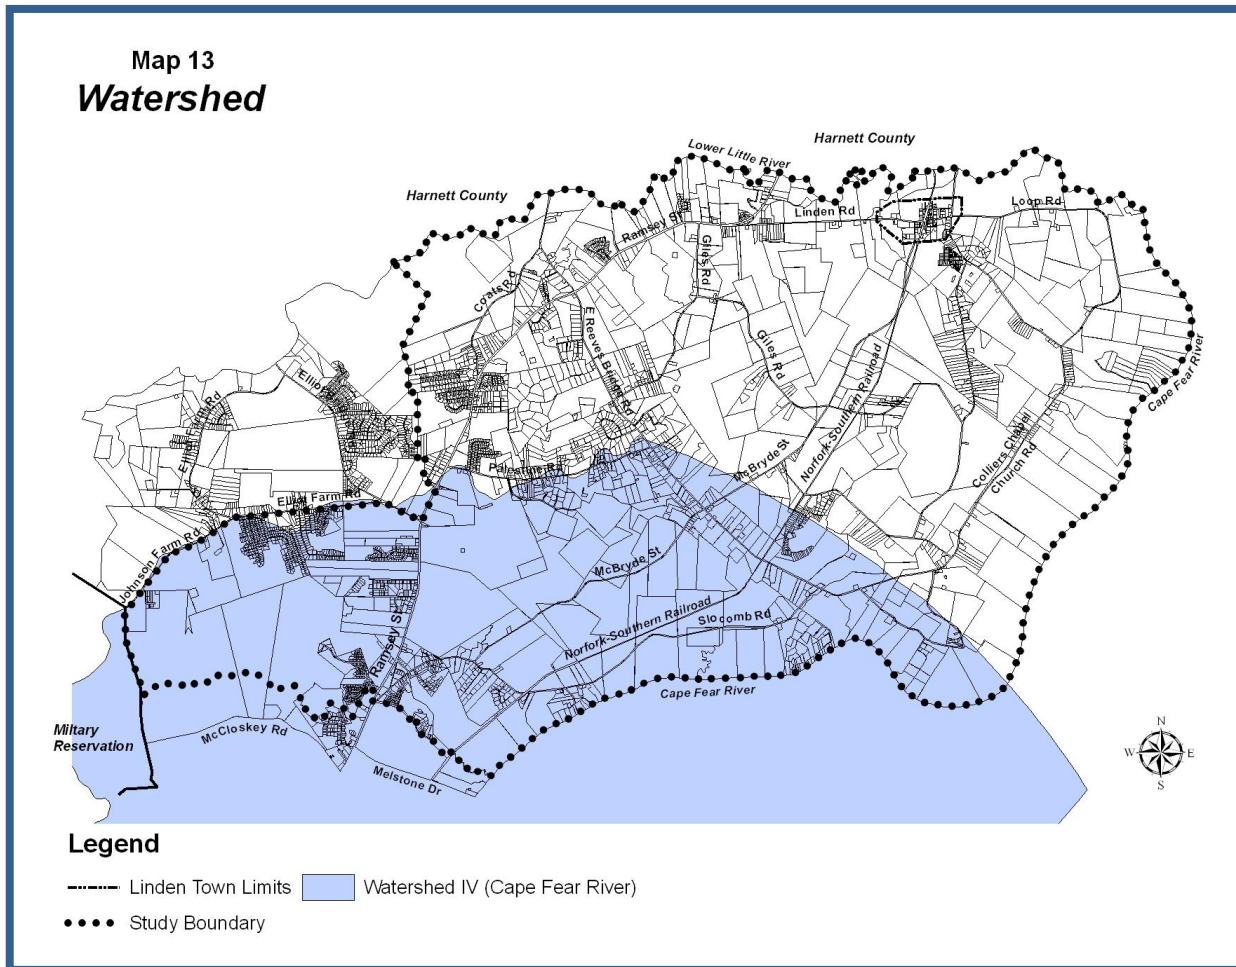 Map 13
Watershed
Harnett County
Lower Little River
Harnett County
Ramsey St
Linden Rd
Loop Rd
Giles Rd
Coats Rd
E Reeves Bridge Rd
Giles Rd
Norfork-Southern Railroad
Cape Fear River
Elliot Farm Rd
Palestine Rd
McBryde St
Colliers Chapel
Church Rd
Elliot Farm Rd
Johnson Farm Rd
McBryde St
Norfork-Southern Railroad
Slocomb Rd
Ramsey St
Cape Fear River
Miltary
Reservation
McCloskey Rd
Melstone Dr
N
W
E
S
Legend
Linden Town Limits
Watershed IV (Cape Fear River)
Study Boundary